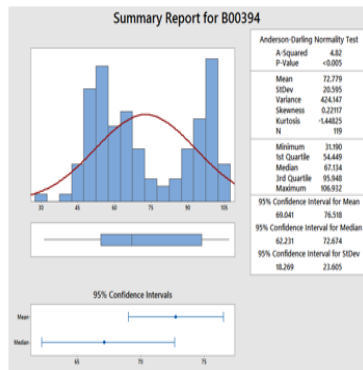 Summary Report for B00394
Anderson-Darling Normality Test
A-Squared 4.82
P-Value <0.005
Mean 72.779
StDev 20.595
Variance 424.147
Skewness 0.22117
Kurtosis -1.44825
N 119
Minimum 31.190
1st Quartile 54.449
Median 67.134
3rd Quartile 95.948
Maximum 106.932
95% Confidence Interval for Mean
69.041 76.518
95% Confidence Interval for Median
62.231 72.674
95% Confidence Interval for StDev
18.269 23.605
30 45 60 75 90 105
95% Confidence Intervals
Mean
Median
65 70 75